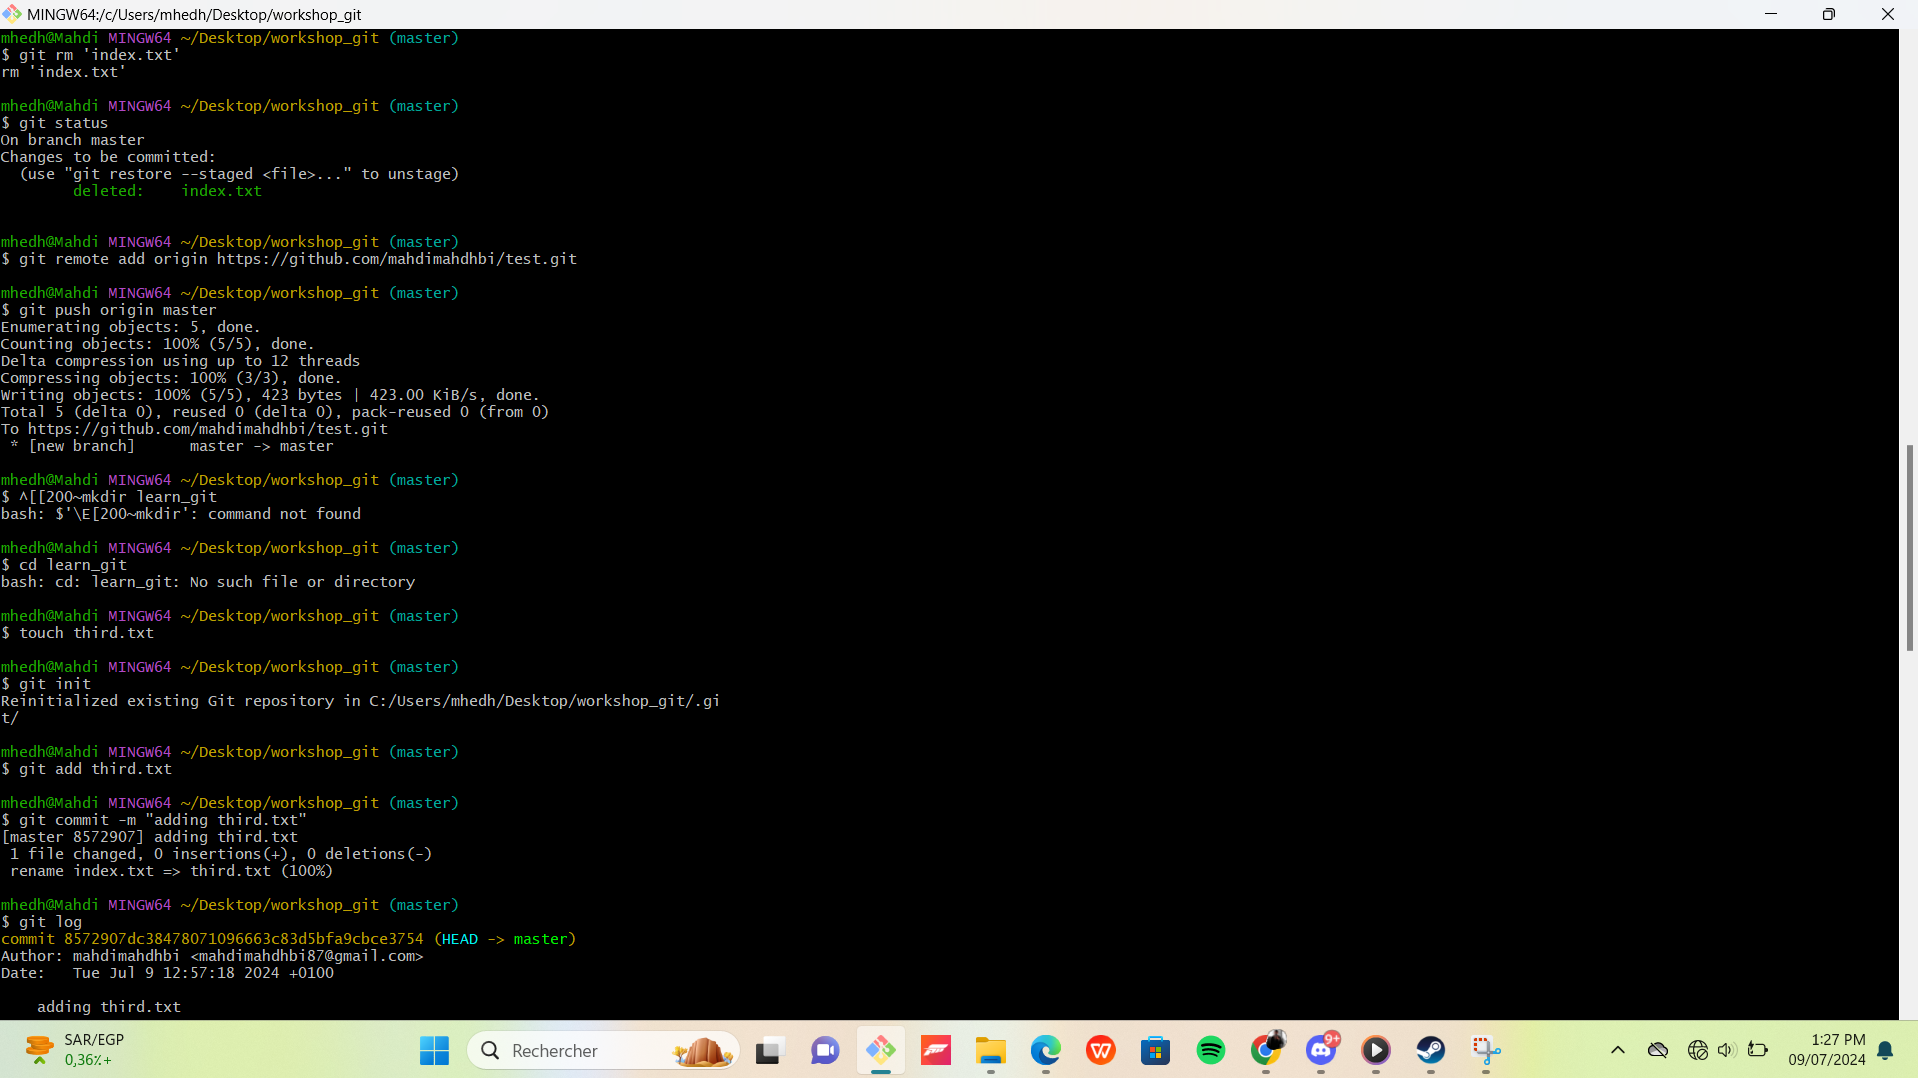 MINGW64:/c/Users/mhedh/Desktop/workshop_git
mhedh@Mahdi MINGW64 ~/Desktop/workshop_git (master)
$ git rm 'index.txt'
rm 'index.txt'
mhedh@Mahdi MINGW64 ~/Desktop/workshop_git (master)
$ git status
On branch master
Changes to be committed:
  (use "git restore --staged <file>..." to unstage)
        deleted:    index.txt
mhedh@Mahdi MINGW64 ~/Desktop/workshop_git (master)
$ git remote add origin https://github.com/mahdimahdhbi/test.git
mhedh@Mahdi MINGW64 ~/Desktop/workshop_git (master)
$ git push origin master
Enumerating objects: 5, done.
Counting objects: 100% (5/5), done.
Delta compression using up to 12 threads
Compressing objects: 100% (3/3), done.
Writing objects: 100% (5/5), 423 bytes | 423.00 KiB/s, done.
Total 5 (delta 0), reused 0 (delta 0), pack-reused 0 (from 0)
To https://github.com/mahdimahdhbi/test.git
 * [new branch]      master -> master
mhedh@Mahdi MINGW64 ~/Desktop/workshop_git (master)
$ ^[[200~mkdir learn_git
bash: $'\E[200~mkdir': command not found
mhedh@Mahdi MINGW64 ~/Desktop/workshop_git (master)
$ cd learn_git
bash: cd: learn_git: No such file or directory
mhedh@Mahdi MINGW64 ~/Desktop/workshop_git (master)
$ touch third.txt
mhedh@Mahdi MINGW64 ~/Desktop/workshop_git (master)
$ git init
Reinitialized existing Git repository in C:/Users/mhedh/Desktop/workshop_git/.gi
t/
mhedh@Mahdi MINGW64 ~/Desktop/workshop_git (master)
$ git add third.txt
mhedh@Mahdi MINGW64 ~/Desktop/workshop_git (master)
$ git commit -m "adding third.txt"
[master 8572907] adding third.txt
 1 file changed, 0 insertions(+), 0 deletions(-)
 rename index.txt => third.txt (100%)
mhedh@Mahdi MINGW64 ~/Desktop/workshop_git (master)
$ git log
commit 8572907dc38478071096663c83d5bfa9cbce3754 (HEAD -> master)
Author: mahdimahdhbi <mahdimahdhbi87@gmail.com>
Date:   Tue Jul 9 12:57:18 2024 +0100
    adding third.txt
SAR/EGP
0,36%+
Rechercher
9+
1:27 PM
09/07/2024